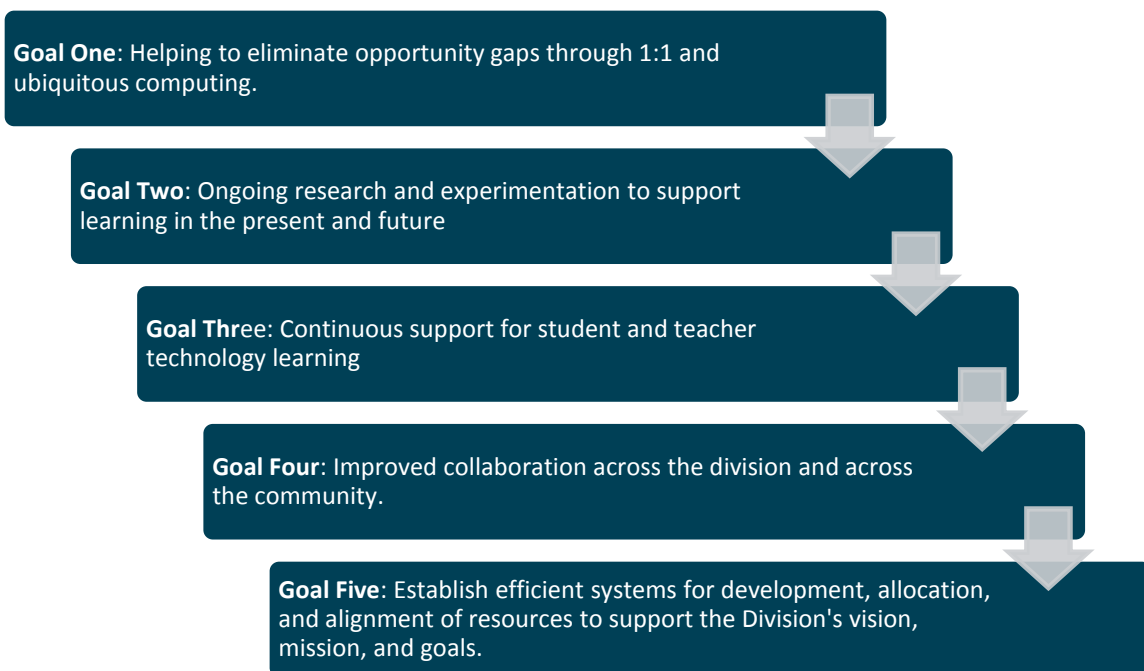 Goal One: Helping to eliminate opportunity gaps through 1:1 and
ubiquitous computing.
Goal Two: Ongoing research and experimentation to support
learning in the present and future
Goal Three: Continuous support for student and teacher
technology learning
Goal Four: Improved collaboration across the division and across
the community.
Goal Five: Establish efficient systems for development, allocation,
and alignment of resources to support the Division's vision,
mission, and goals.